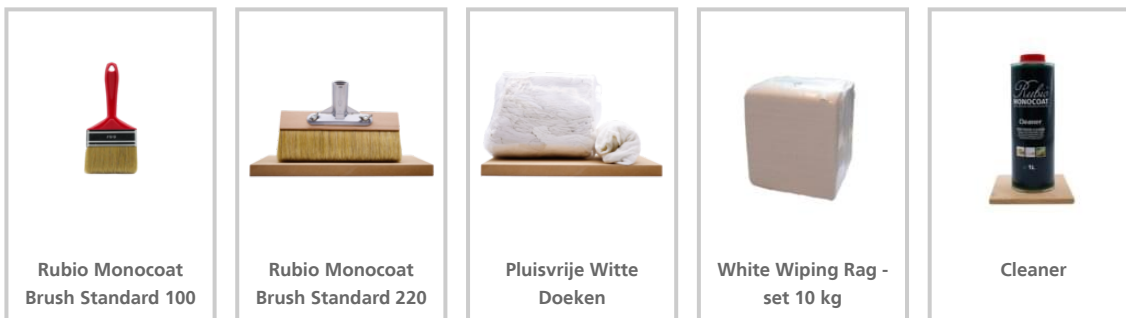 Rubio
MONOCOAT
Cleaner
1L
Rubio Monocoat
Brush Standard 100
Rubio Monocoat
Brush Standard 220
Pluisvrije Witte
Doeken
White Wiping Rag -
set 10 kg
Cleaner